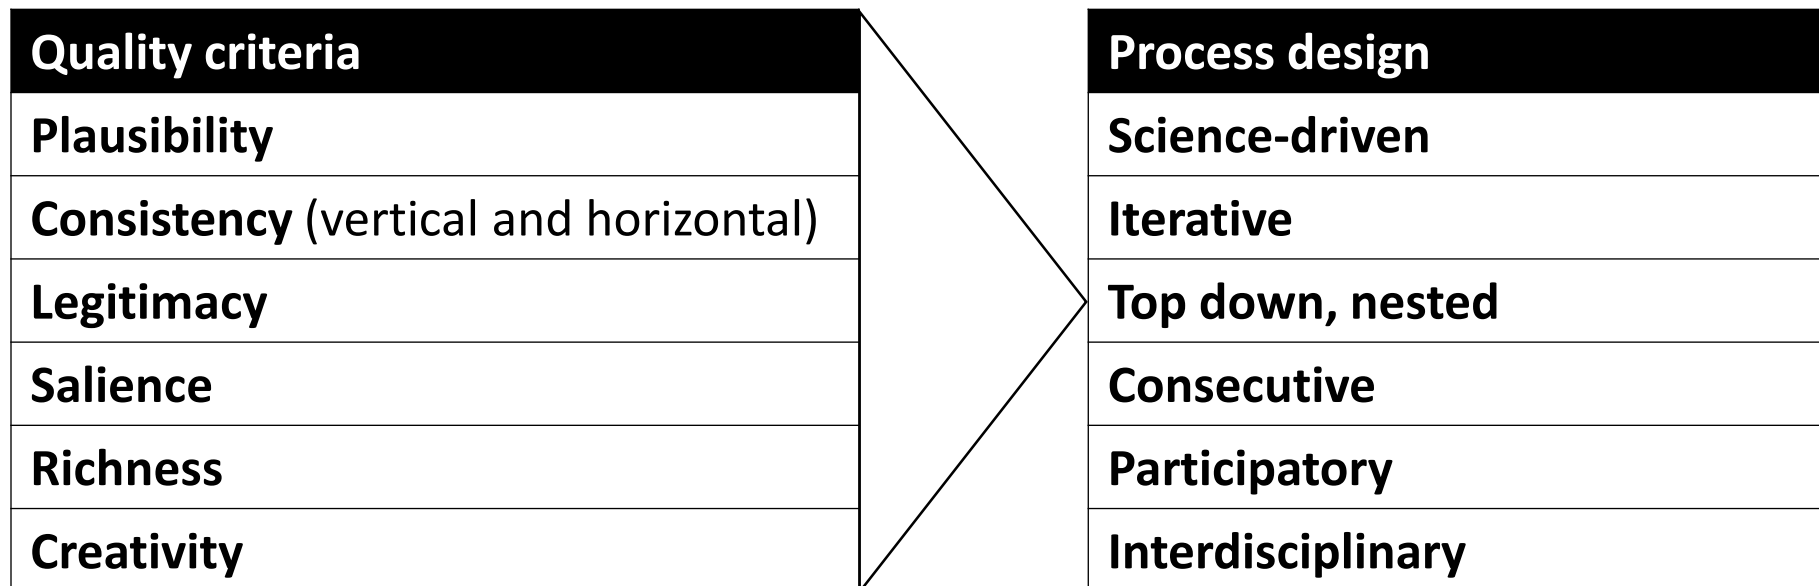 Quality criteria
Plausibility
Consistency (vertical and horizontal)
Legitimacy
Salience
Richness
Creativity
Process design
Science-driven
Iterative
Top down, nested
Consecutive
Participatory
Interdisciplinary